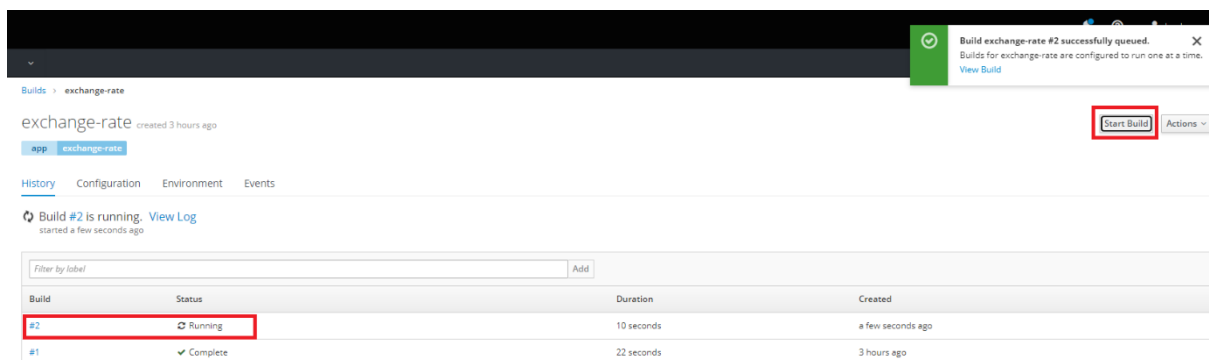 Build exchange-rate #2 successfully queued.
Builds for exchange-rate are configured to run one at a time.
View Build
Builds > exchange-rate
exchange-rate created 3 hours ago
Start Build Actions
app exchange-rate
History Configuration Environment Events
Build #2 is running. View Log
started a few seconds ago
Filter by label Add
Build Status Duration Created
#2 Running 10 seconds a few seconds ago
#1 Complete 22 seconds 3 hours ago